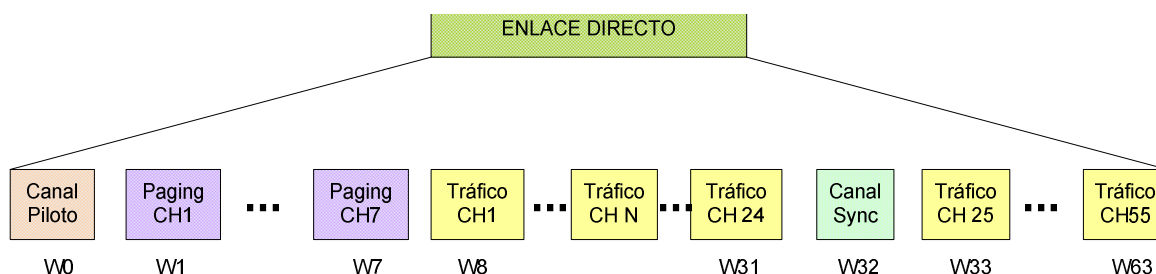 ENLACE DIRECTO
Canal
Piloto
Paging
CH1
...
Paging
CH7
Tráfico
CH1
...
Tráfico
CH N
...
Tráfico
CH 24
Canal
Sync
Tráfico
CH 25
...
Tráfico
CH55
W0
W1
W7
W8
W31
W32
W33
W63